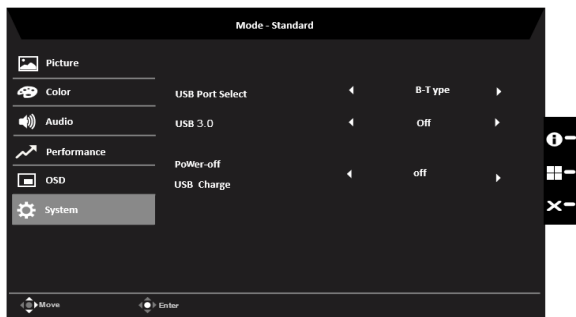 Mode - Standard
Picture
Color
Audio
Performance
OSD
System
USB Port Select
B-Type
USB 3.0
Off
PoWer-off
USB Charge
off
Move
Enter